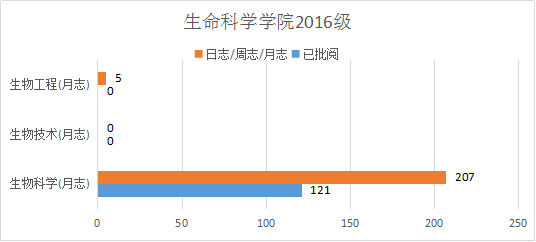 生命科学学院2016级
日志/周志/月志 已批阅
生物工程(月志) 5
0
生物技术(月志) 0
0
生物科学(月志) 207
121
0 50 100 150 200 250